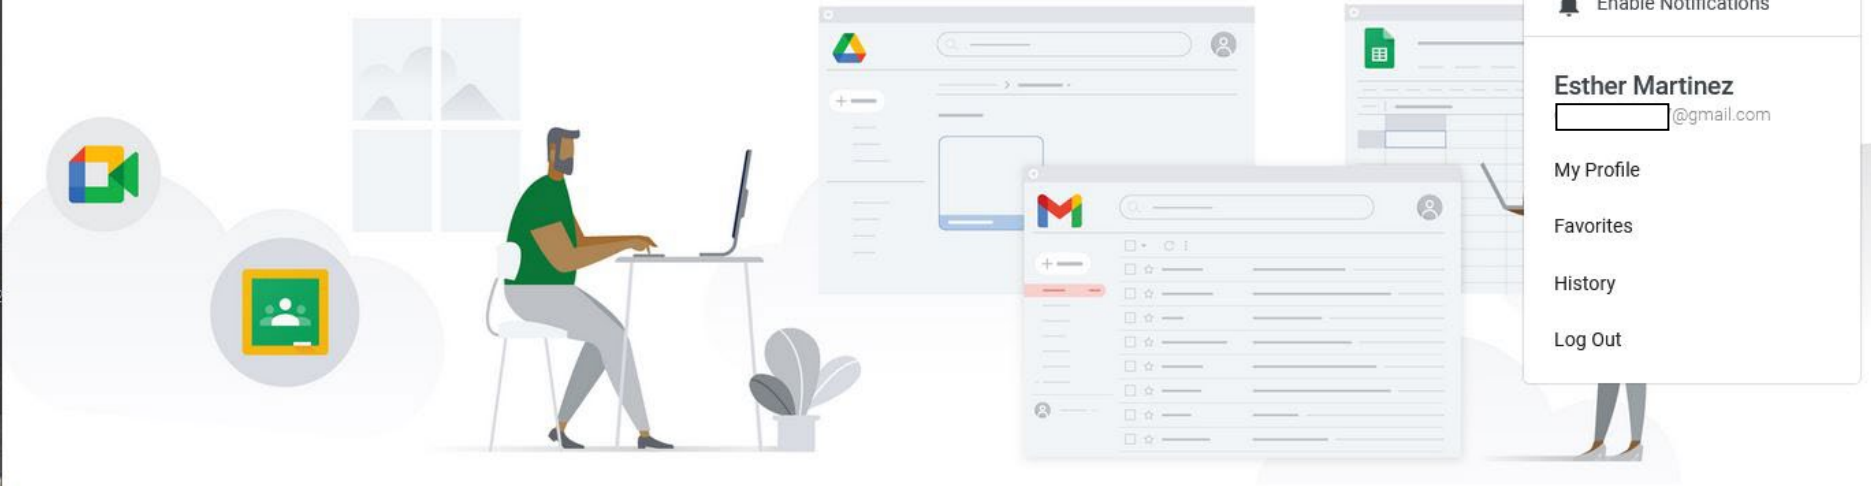 Enable Notifications
Esther Martinez
@gmail.com
My Profile
Favorites
History
Log Out